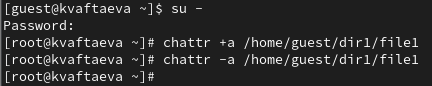 [guest@kvaftaeva ~]$ su -
Password:
[root@kvaftaeva ~]# chattr +a /home/guest/dir1/file1
[root@kvaftaeva ~]# chattr -a /home/guest/dir1/file1
[root@kvaftaeva ~]#